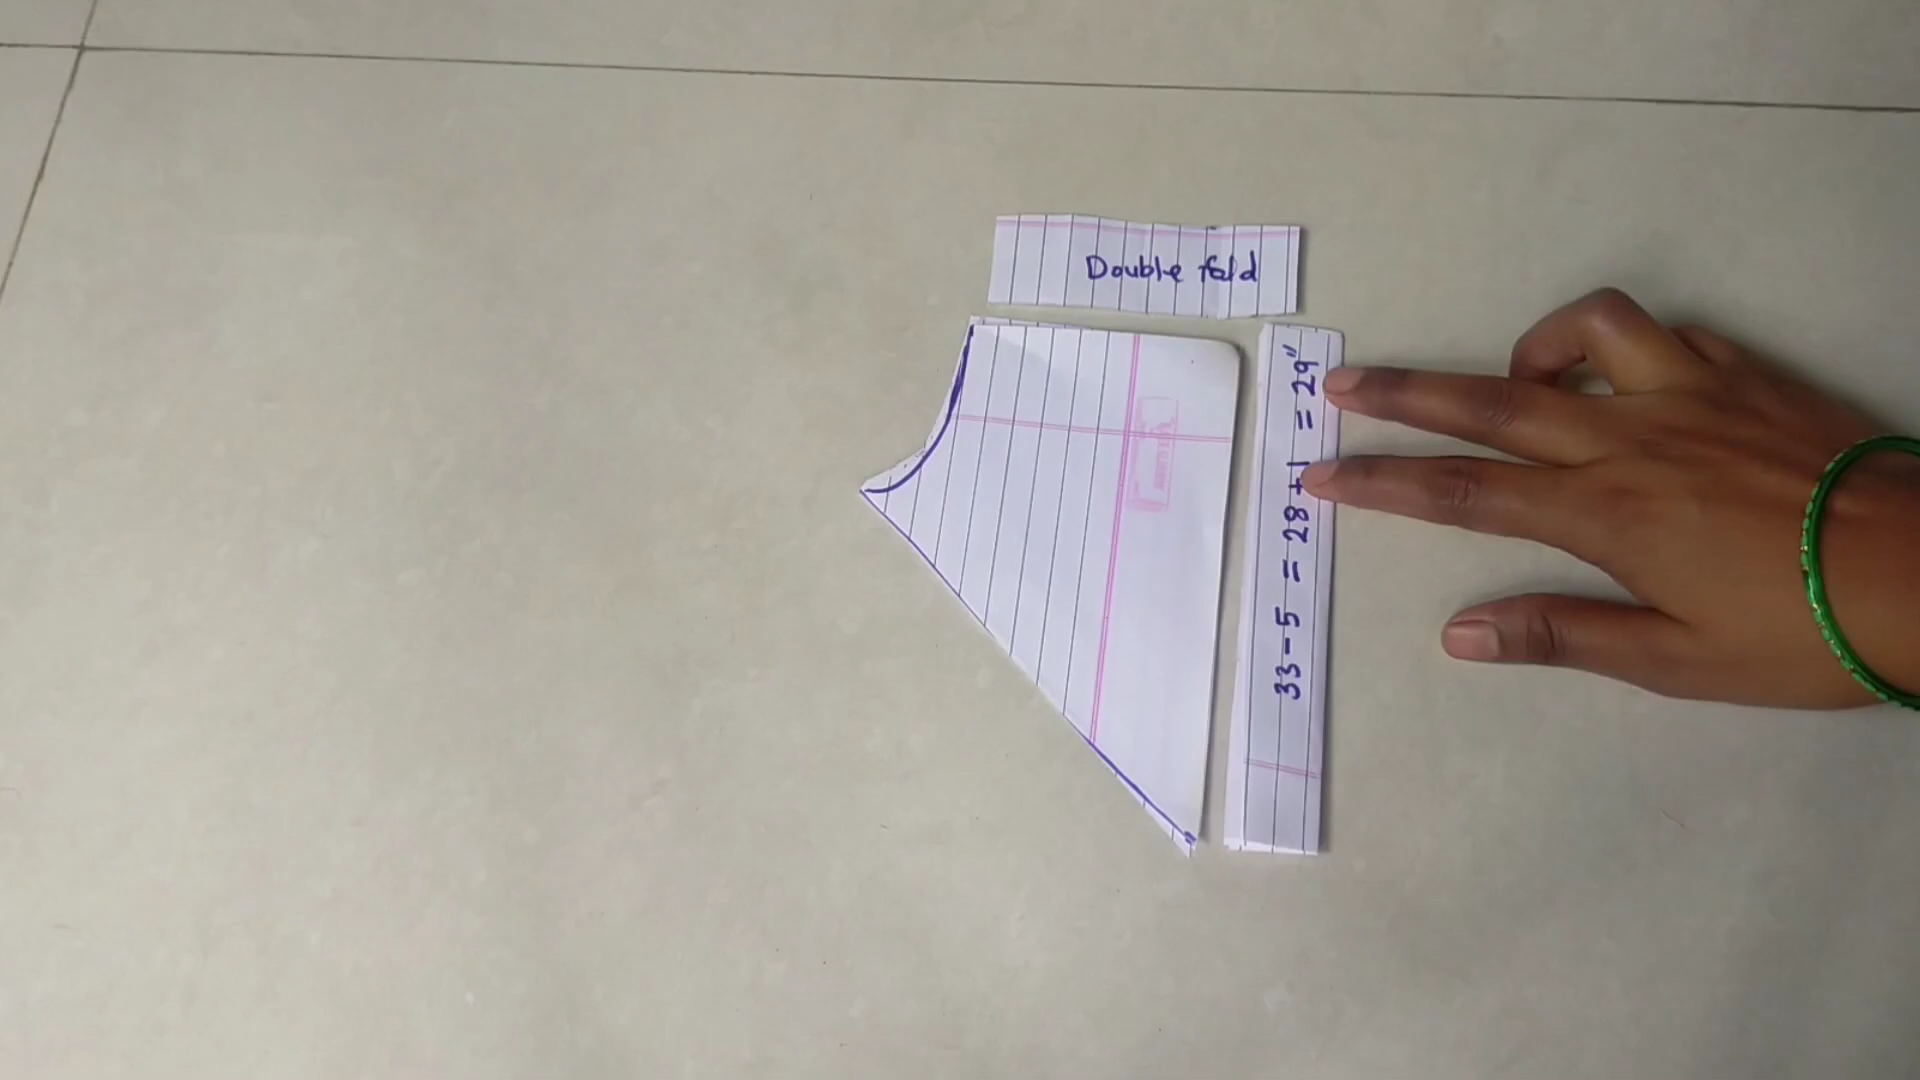 Double fold
33-5 = 28+1 = 29"